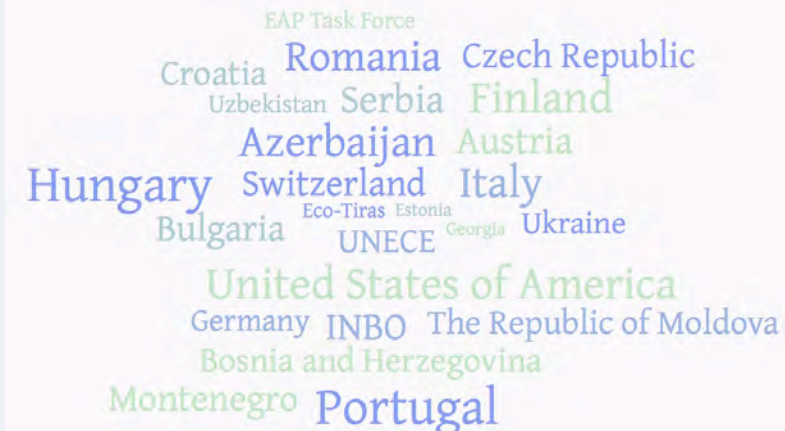 EAP Task Force
Romania Czech Republic
Croatia
Uzbekistan Serbia Finland
Azerbaijan Austria
Hungary Switzerland Italy
Eco-Tiras Estonia
Bulgaria UNECE Georgia Ukraine
United States of America
Germany INBO The Republic of Moldova
Bosnia and Herzegovina
Montenegro Portugal